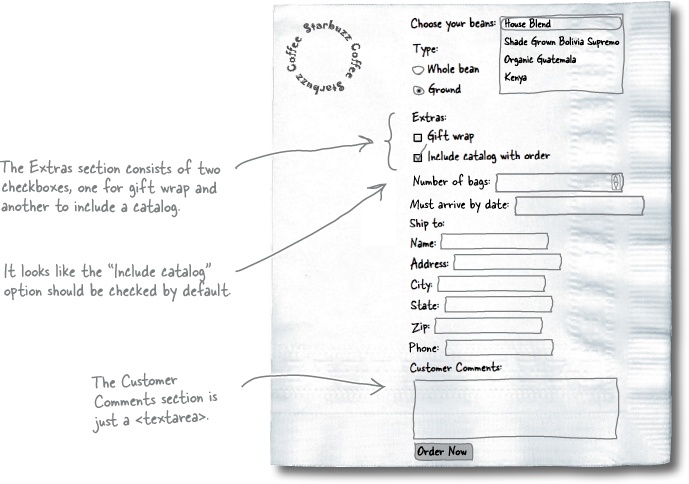 Starbuzz Coffee Starbuzz Coffee
Choose your beans: House Blend
Shade Grown Bolivia Supremo
Organic Guatemala
Kenya
Type:
Whole bean
Ground
Extras:
Gift wrap
Include catalog with order
Number of bags:
Must arrive by date:
Ship to:
Name:
Address:
City:
State:
Zip:
Phone:
Customer Comments:
Order Now
The Extras section consists of two
checkboxes, one for gift wrap and
another to include a catalog.
It looks like the "Include catalog"
option should be checked by default.
The Customer
Comments section is
just a <textarea>.